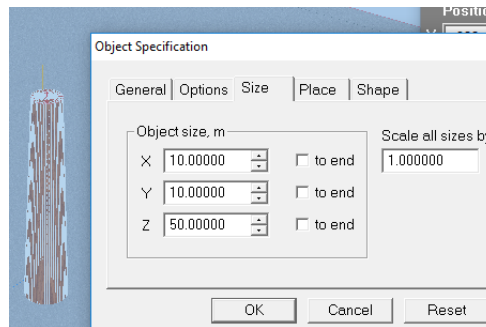 Positi
Object Specification
General Options Size Place Shape
Object size, m
Scale all sizes by
X 10.00000 to end
1.000000
Y 10.00000 to end
Z 50.00000 to end
OK Cancel Reset